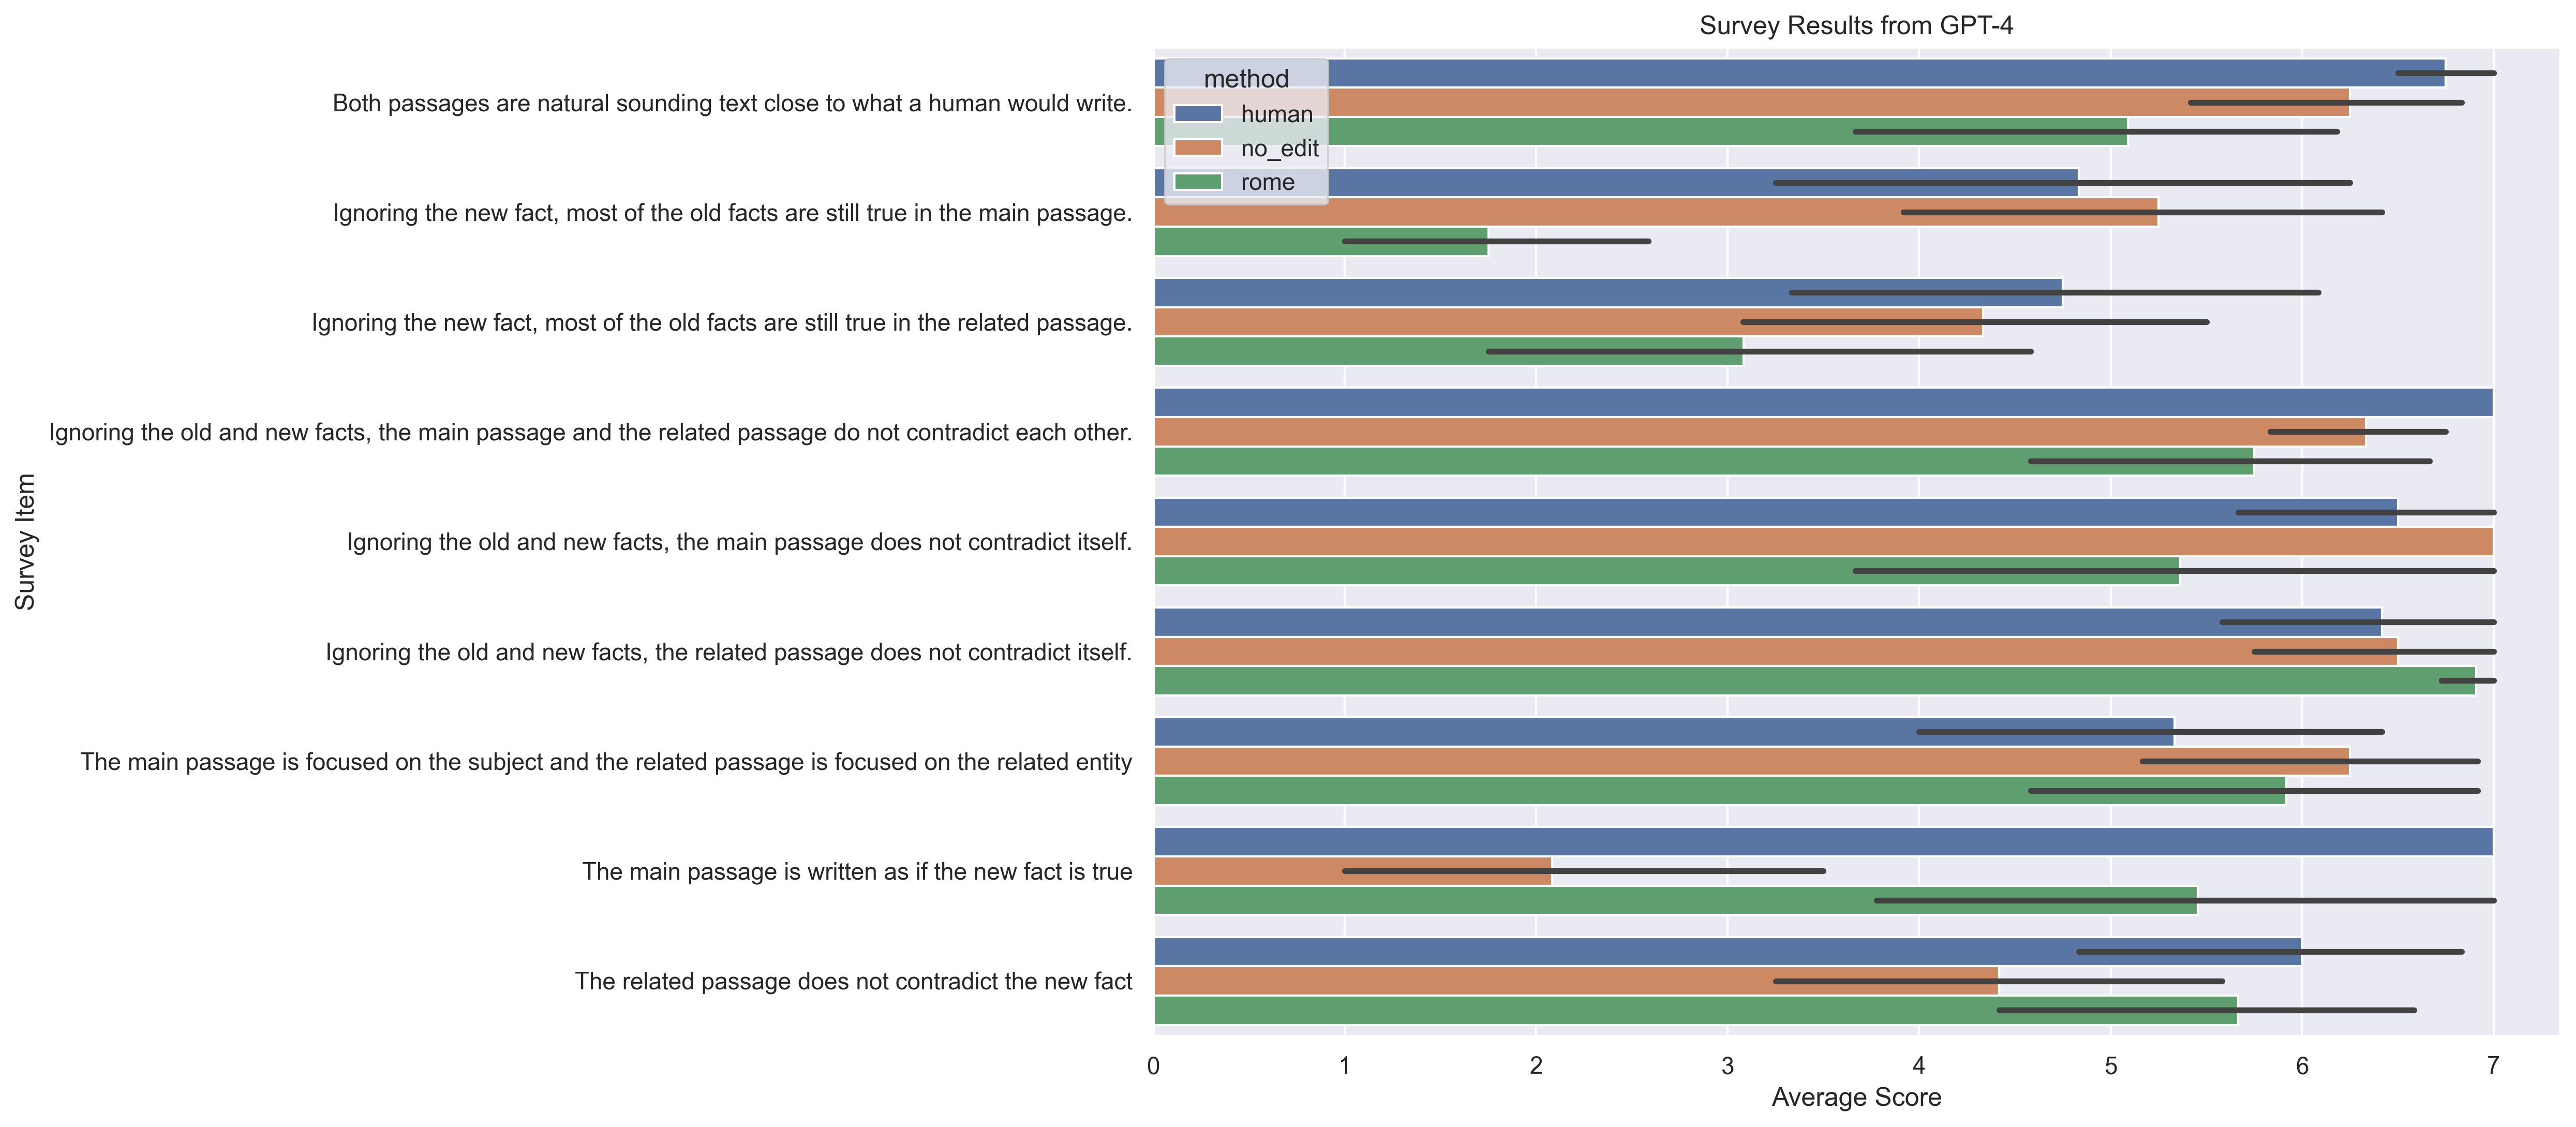 Survey Results from GPT-4
method
human
no_edit
rome
Both passages are natural sounding text close to what a human would write.
Ignoring the new fact, most of the old facts are still true in the main passage.
Ignoring the new fact, most of the old facts are still true in the related passage.
Ignoring the old and new facts, the main passage and the related passage do not contradict each other.
Ignoring the old and new facts, the main passage does not contradict itself.
Ignoring the old and new facts, the related passage does not contradict itself.
The main passage is focused on the subject and the related passage is focused on the related entity
The main passage is written as if the new fact is true
The related passage does not contradict the new fact
Survey Item
0 1 2 3 4 5 6 7
Average Score